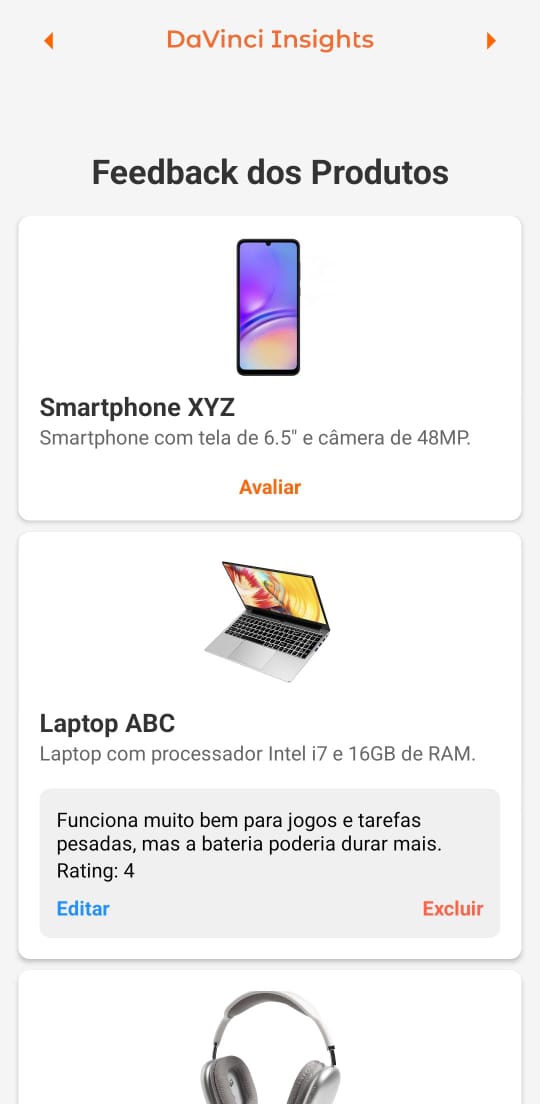 DaVinci Insights
Feedback dos Produtos
Smartphone XYZ
Smartphone com tela de 6.5" e câmera de 48MP.
Avaliar
Laptop ABC
Laptop com processador Intel i7 e 16GB de RAM.
Funciona muito bem para jogos e tarefas
pesadas, mas a bateria poderia durar mais.
Rating: 4
Editar
Excluir